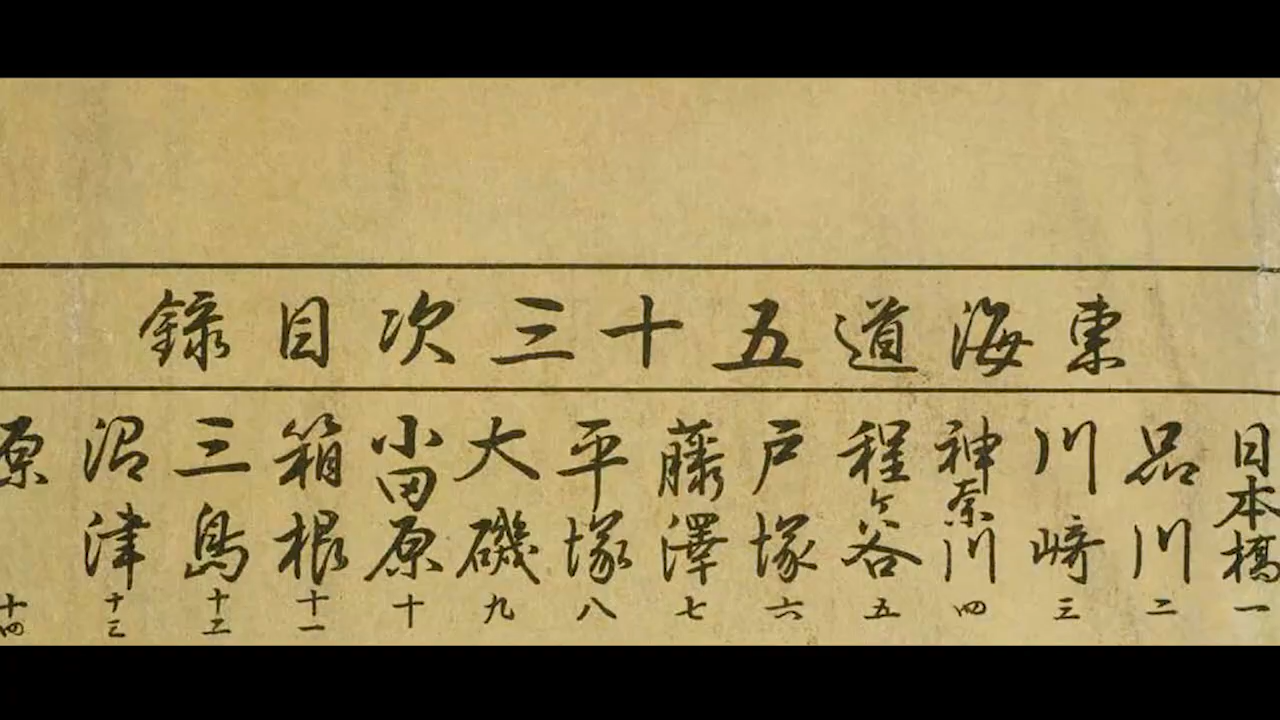 東海道五十三次目録
日本橋一
品川二
川崎三
神奈川四
程ケ谷五
戸塚六
藤澤七
平塚八
大磯九
小田原十
箱根十一
三島十二
沼津十三
原十四